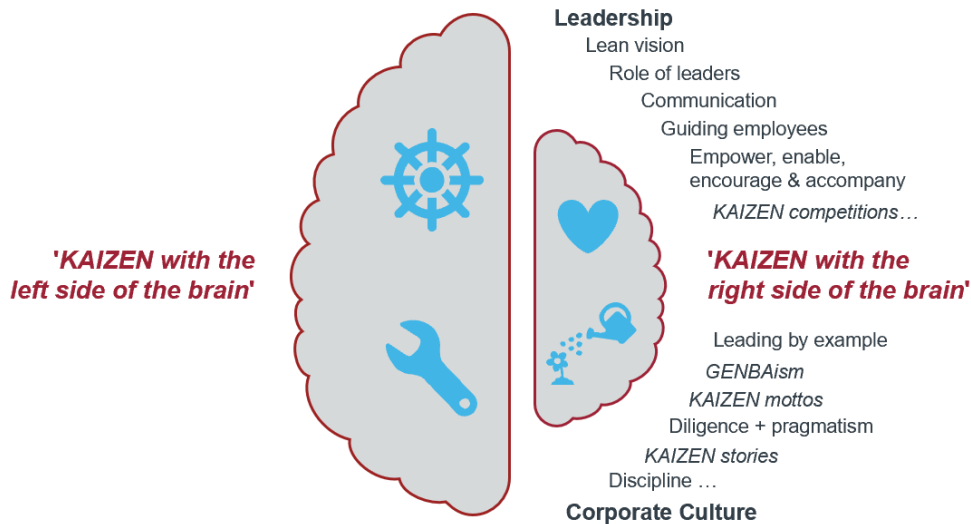 Leadership
Lean vision
Role of leaders
Communication
Guiding employees
Empower, enable,
encourage & accompany
KAIZEN competitions…
'KAIZEN with the
left side of the brain'
'KAIZEN with the
right side of the brain'
Leading by example
GENBAism
KAIZEN mottos
Diligence + pragmatism
KAIZEN stories
Discipline …
Corporate Culture